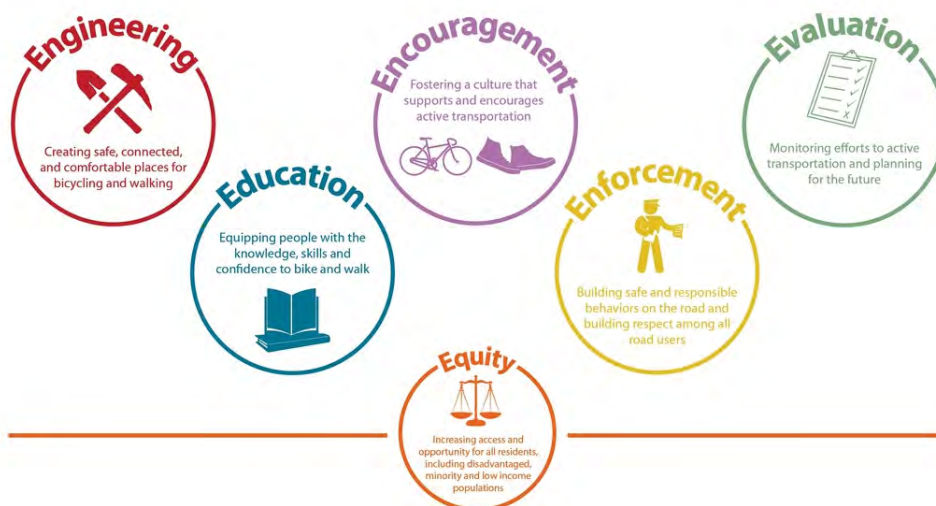 Engineering
Creating safe, connected,
and comfortable places for
bicycling and walking
Education
Equipping people with the
knowledge, skills and
confidence to bike and walk
Encouragement
Fostering a culture that
supports and encourages
active transportation
Enforcement
Building safe and responsible
behaviors on the road and
building respect among all
road users
Evaluation
Monitoring efforts to active
transportation and planning
for the future
Equity
Increasing access and
opportunity for all residents,
including disadvantaged,
minority and low income
populations